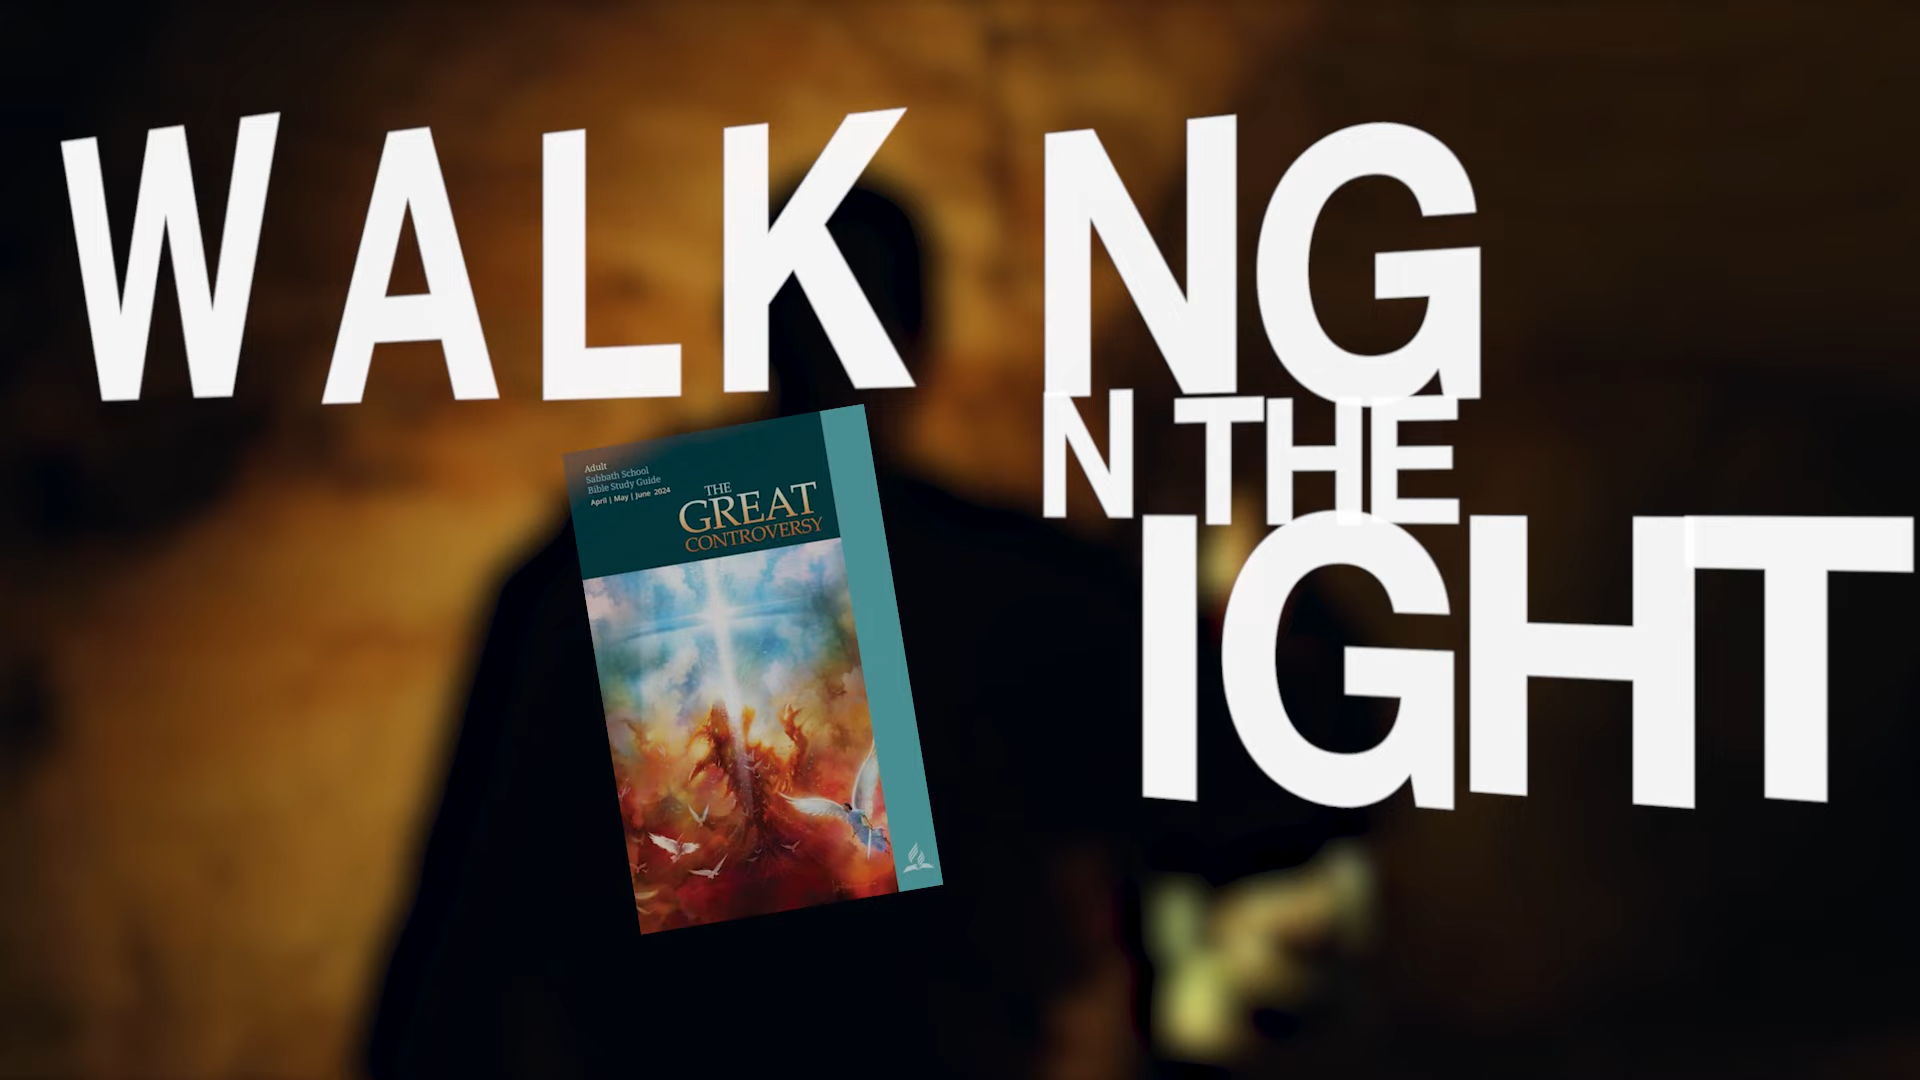 WALK NG
N THE
IGHT
Adult
Sabbath School
Bible Study Guide
April | May | June 2024
THE
GREAT
CONTROVERSY